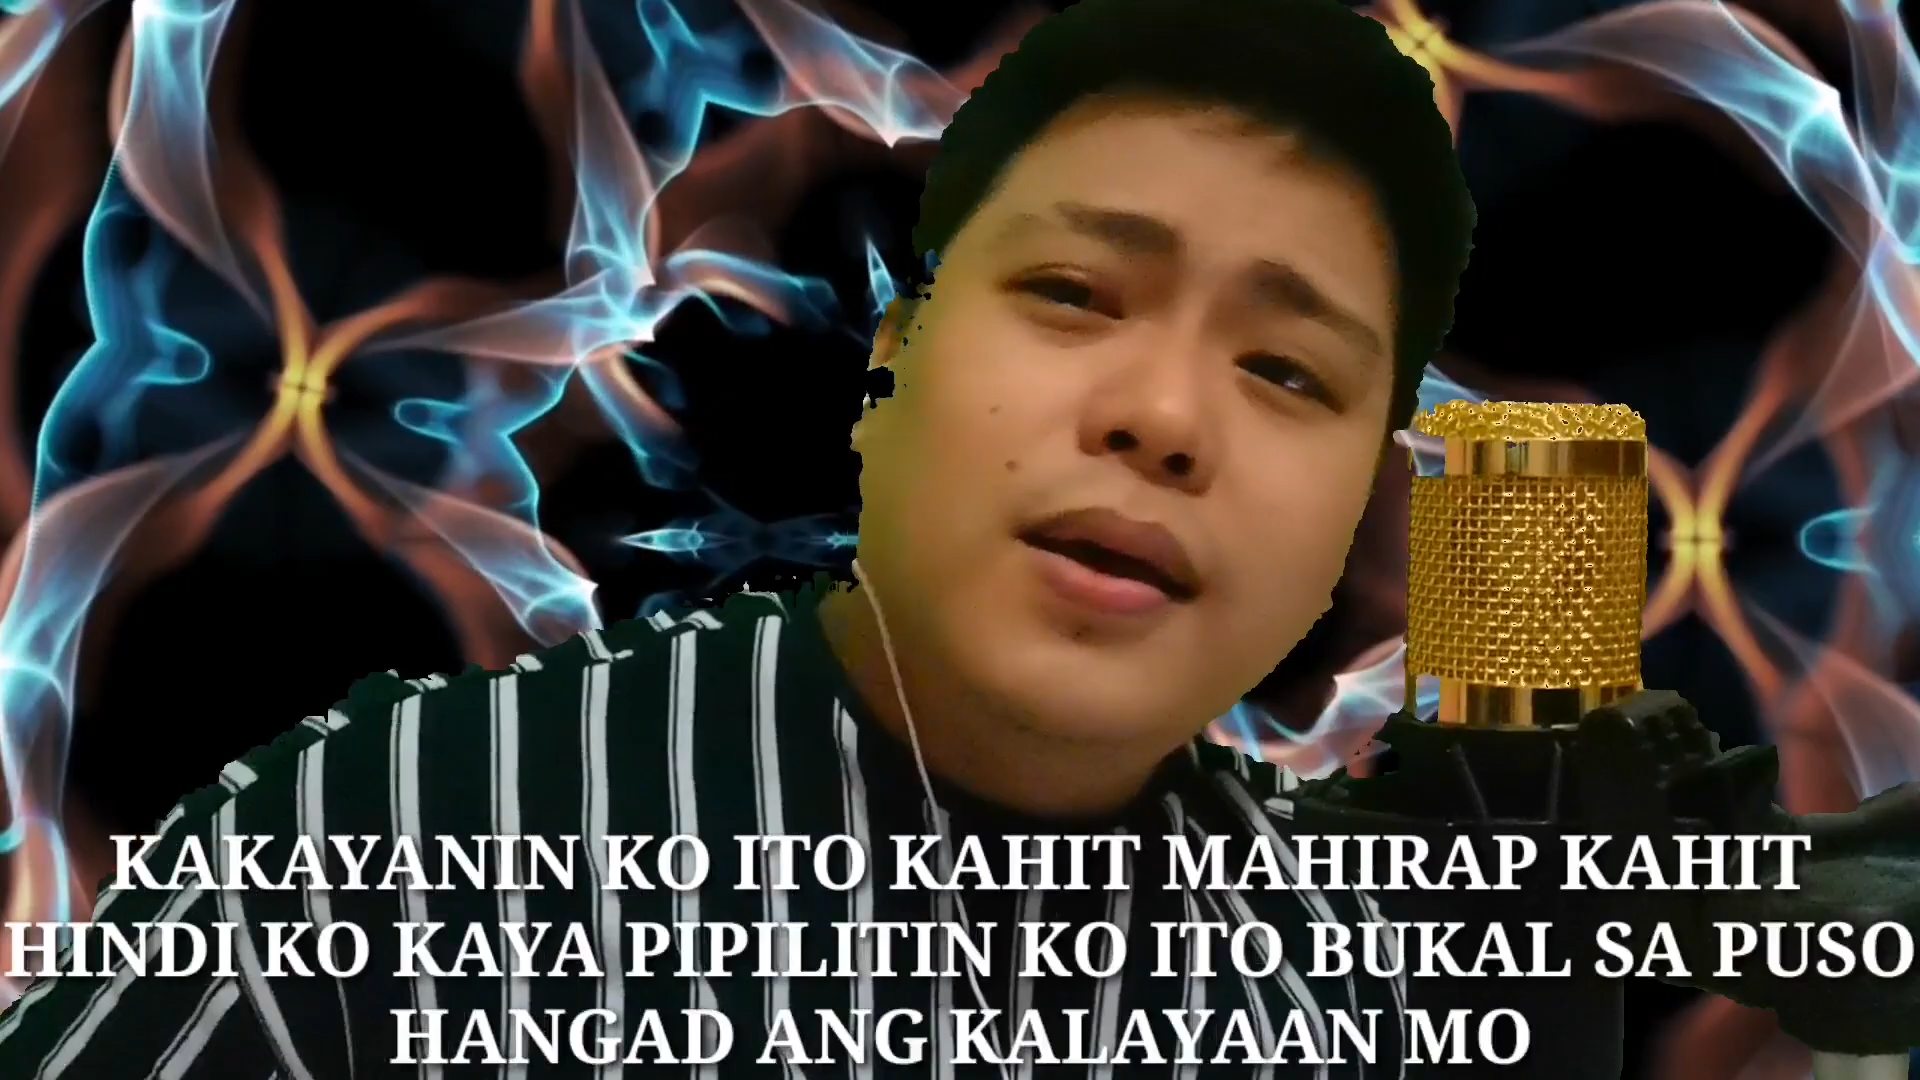 KAKAYANIN KO ITO KAHIT MAHIRAP KAHIT
HINDI KO KAYA PIPILITIN KO ITO BUKAL SA PUSO
HANGAD ANG KALAYAAN MO